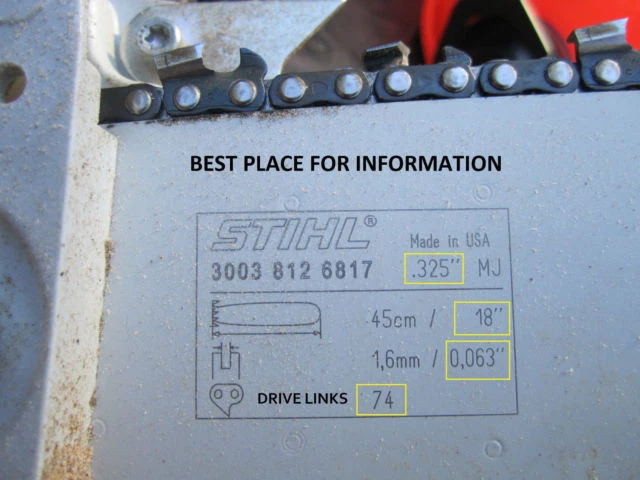 BEST PLACE FOR INFORMATION
STIHL®
Made in USA
3003 812 6817 .325" MJ
45cm / 18"
1,6mm / 0,063"
DRIVE LINKS 74